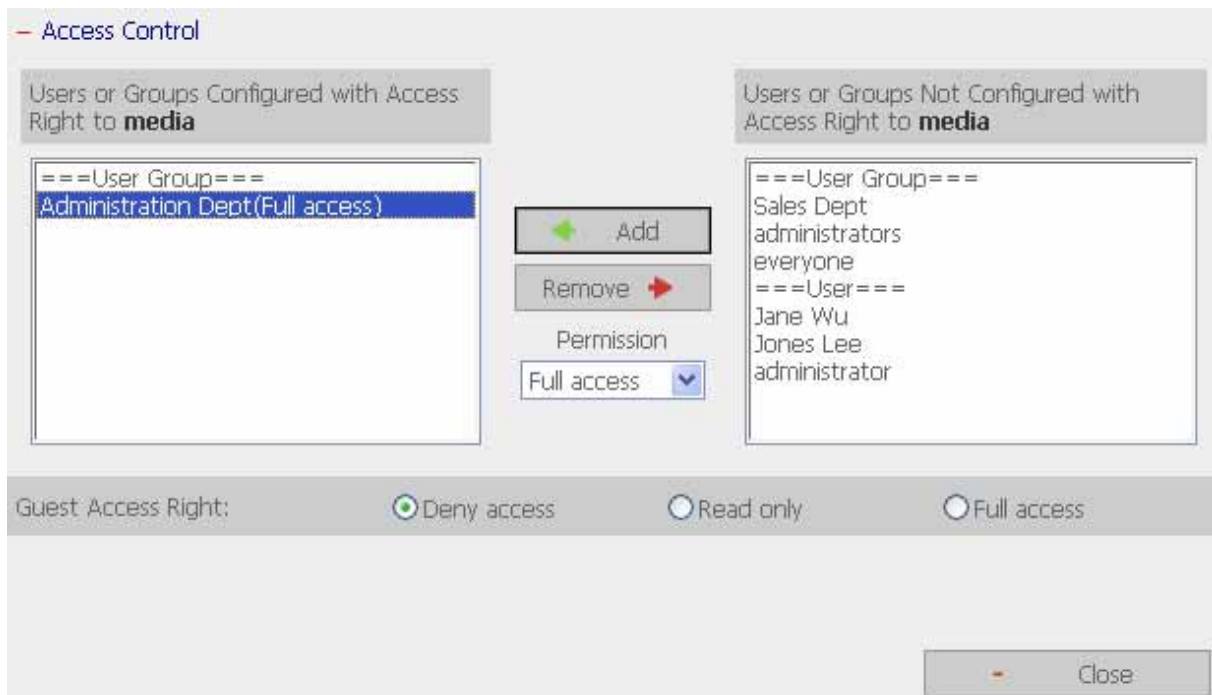 – Access Control
Users or Groups Configured with Access
Right to media
Users or Groups Not Configured with
Access Right to media
===User Group===
Administration Dept(Full access)
Add
Remove
Permission
Full access
===User Group===
Sales Dept
administrators
everyone
===User===
Jane Wu
Jones Lee
administrator
Guest Access Right:
Deny access
Read only
Full access
- Close